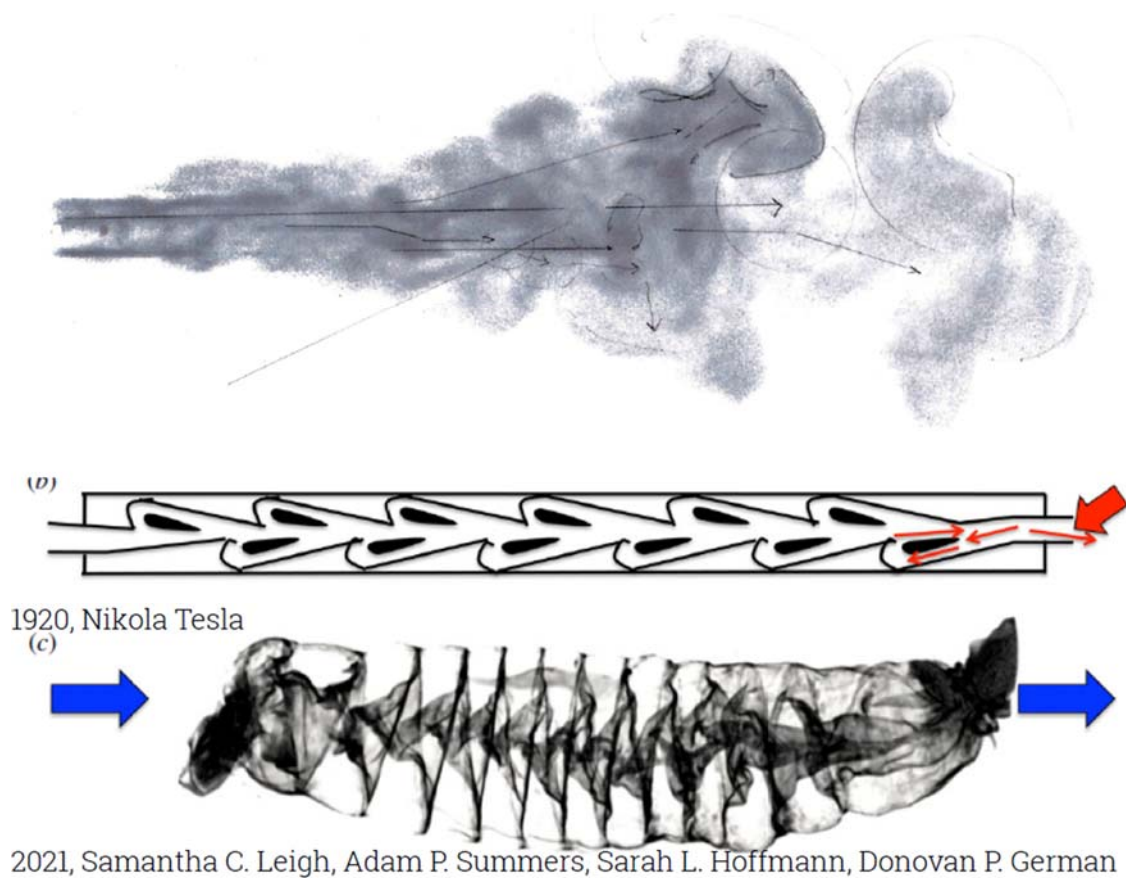 (b)
1920, Nikola Tesla
(c)
2021, Samantha C. Leigh, Adam P. Summers, Sarah L. Hoffmann, Donovan P. German